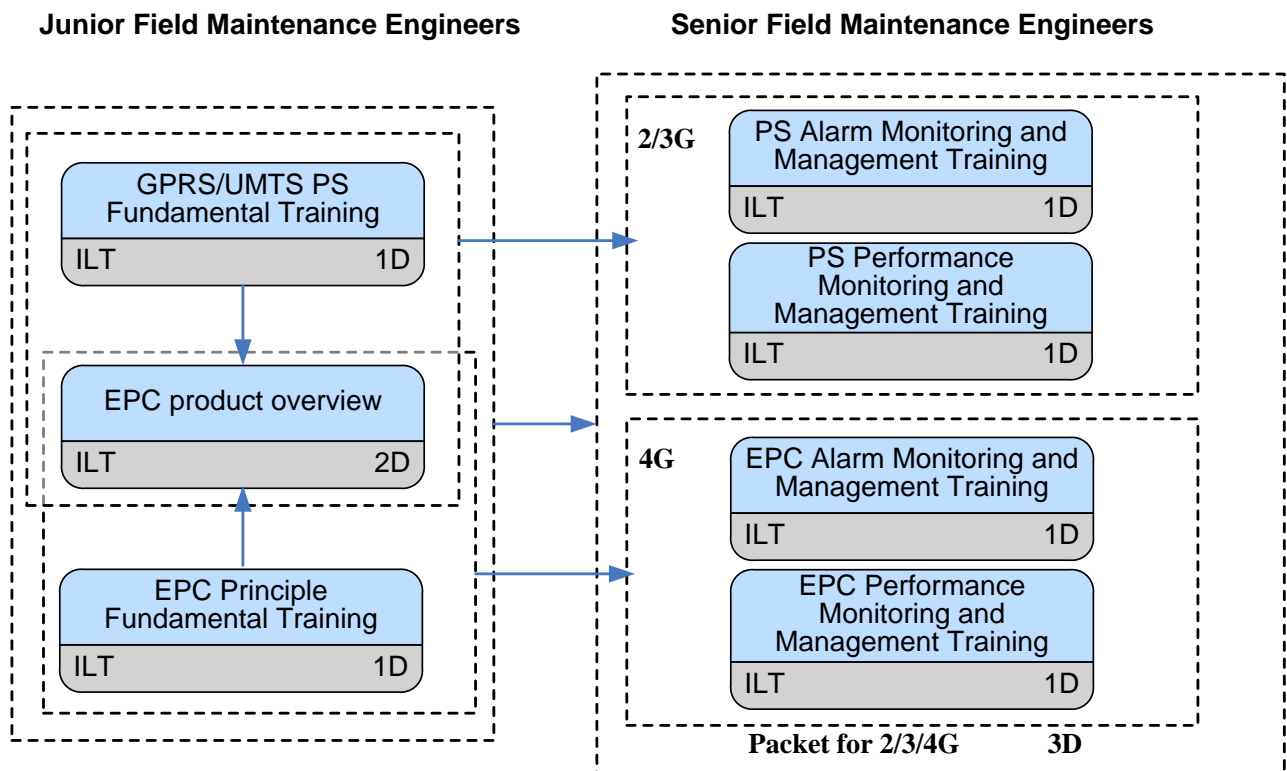 Junior Field Maintenance Engineers
Senior Field Maintenance Engineers
GPRS/UMTS PS
Fundamental Training
ILT 1D
EPC product overview
ILT 2D
EPC Principle
Fundamental Training
ILT 1D
2/3G
PS Alarm Monitoring and
Management Training
ILT 1D
PS Performance
Monitoring and
Management Training
ILT 1D
4G
EPC Alarm Monitoring and
Management Training
ILT 1D
EPC Performance
Monitoring and
Management Training
ILT 1D
Packet for 2/3/4G 3D